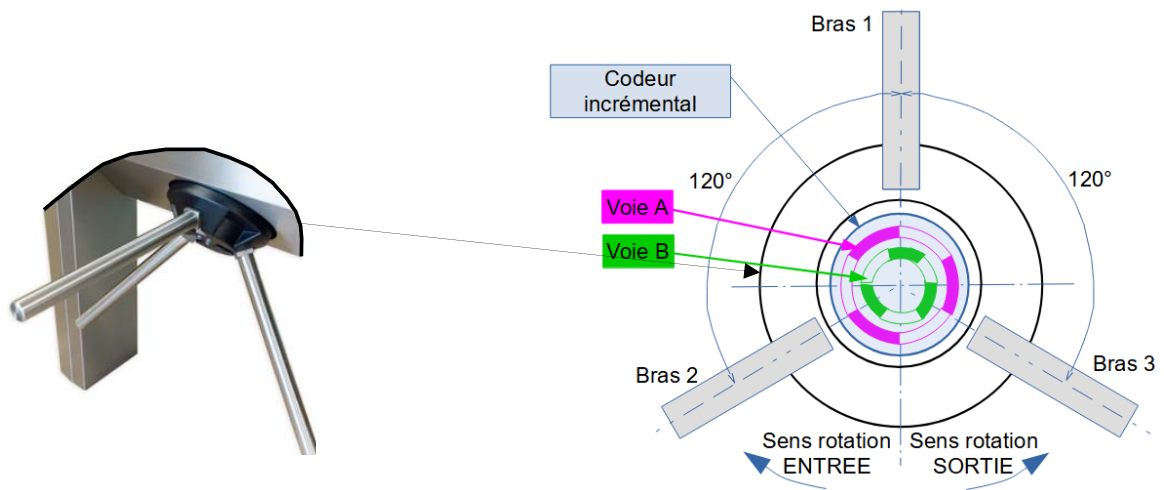 Bras 1
Codeur
incrémental
120°
120°
Voie A
Voie B
Bras 2
Bras 3
Sens rotation
ENTREE
Sens rotation
SORTIE